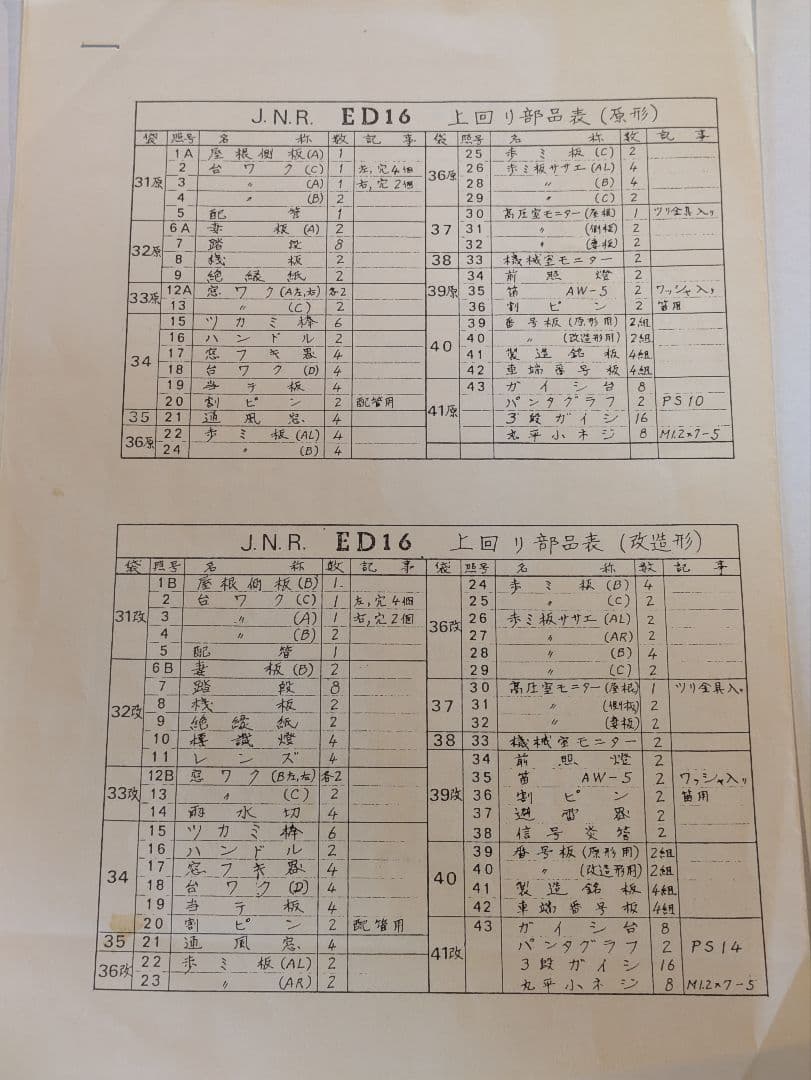 J.N.R. ED16 上回り部品表(原形)
袋 照号 名称 数 記事 袋 照号 名称 数 記事
31原 1A 屋根側板(A) 1
2 台ワク(C) 1 左,穴4個
3 〃(A) 1 右,穴2個
4 〃(B) 2
5 配管 1
32原 6A 妻板(A) 2
7 踏段 8
8 桟板 2
9 絶縁紙 2
33原 12A 窓ワク(A左,右) 各2
13 〃(C) 2
34 15 ツカミ棒 6
16 ハンドル 2
17 窓フキ器 4
18 台ワク(D) 4
19 当テ板 4
20 割ピン 2 配管用
35 21 通風窓 4
36原 22 歩ミ板(AL) 4
24 〃(B) 4
36原 25 歩ミ板(C) 2
26 歩ミ板ササエ(AL) 4
28 〃(B) 4
29 〃(C) 2
37 30 高圧室モニター(屋根) 1 ツリ金具入リ
31 〃(側板) 2
32 〃(妻板) 2
38 33 機械室モニター 2
39原 34 前照燈 2
35 笛 AW-5 2 ワッシャ入リ
36 割ピン 2 笛用
40 39 番号板(原形用) 2組
40 〃(改造形用) 2組
41 製造銘板 4組
42 車端番号板 4組
41原 43 ガイシ台 8
パンタグラフ 2 PS10
3段ガイシ 16
丸平小ネジ 8 M1.2×7-5
J.N.R. ED16 上回り部品表(改造形)
袋 照号 名称 数 記事 袋 照号 名称 数 記事
31改 1B 屋根側板(B) 1
2 台ワク(C) 1 左,穴4個
3 〃(A) 1 右,穴2個
4 〃(B) 2
5 配管 1
32改 6B 妻板(B) 2
7 踏段 8
8 桟板 2
9 絶縁紙 2
10 標識燈 4
11 レンズ 4
33改 12B 窓ワク(B左,右) 各2
13 〃(C) 2
14 雨水切 4
34 15 ツカミ棒 6
16 ハンドル 2
17 窓フキ器 4
18 台ワク(D) 4
19 当テ板 4
20 割ピン 2 配管用
35 21 通風窓 4
36改 22 歩ミ板(AL) 2
23 〃(AR) 2
36改 24 歩ミ板(B) 4
25 〃(C) 2
26 歩ミ板ササエ(AL) 2
27 〃(AR) 2
28 〃(B) 4
29 〃(C) 2
37 30 高圧室モニター(屋根) 1 ツリ金具入リ
31 〃(側板) 2
32 〃(妻板) 2
38 33 機械室モニター 2
39改 34 前照燈 2
35 笛 AW-5 2 ワッシャ入リ
36 割ピン 2 笛用
37 避雷器 2
38 信号炎管 2
40 39 番号板(原形用) 2組
40 〃(改造形用) 2組
41 製造銘板 4組
42 車端番号板 4組
41改 43 ガイシ台 8
パンタグラフ 2 PS14
3段ガイシ 16
丸平小ネジ 8 M1.2×7-5